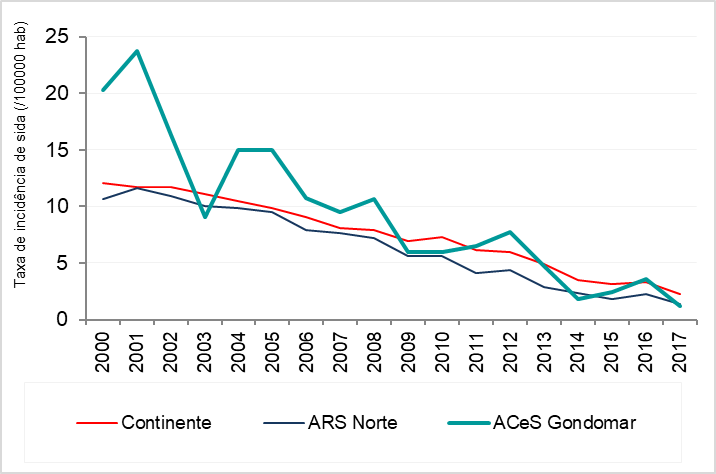 Taxa de incidência de sida (/100000 hab)
25
20
15
10
5
0
2000 2001 2002 2003 2004 2005 2006 2007 2008 2009 2010 2011 2012 2013 2014 2015 2016 2017
Continente ARS Norte ACeS Gondomar